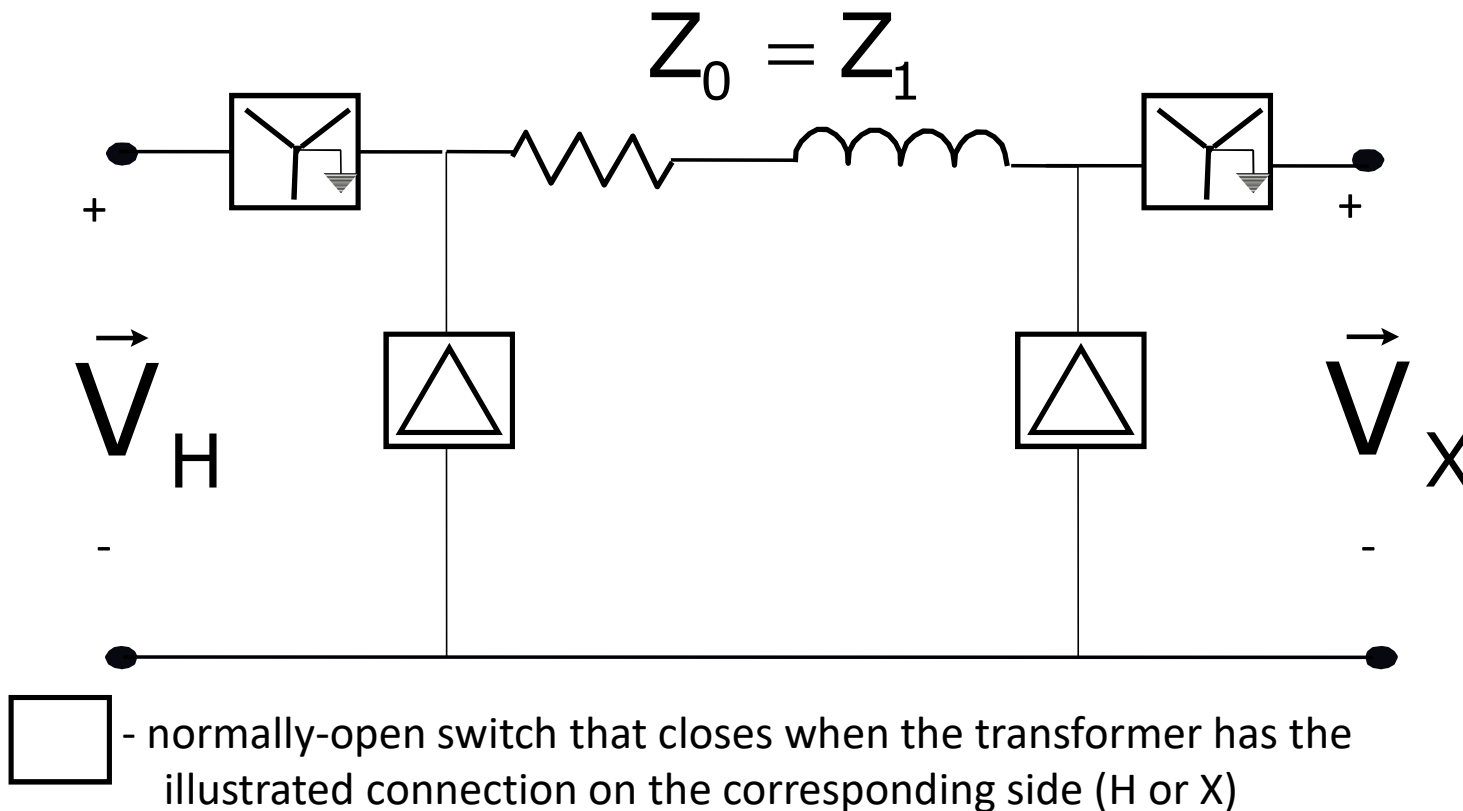 Z₀ = Z₁
+
+
V⃗ H
V⃗ X
-
-
- normally-open switch that closes when the transformer has the
illustrated connection on the corresponding side (H or X)